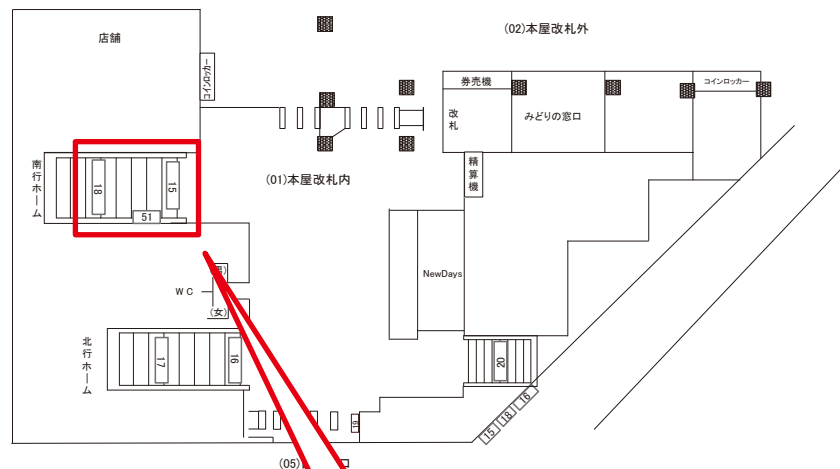 店舗
(02)本屋改札外
コインロッカー
券売機
コインロッカー
改札
みどりの窓口
精算機
(01)本屋改札内
南行ホーム
18
15
51
NewDays
WC
(女)
北行ホーム
17
16
20
19
15
18
16
(05)
口